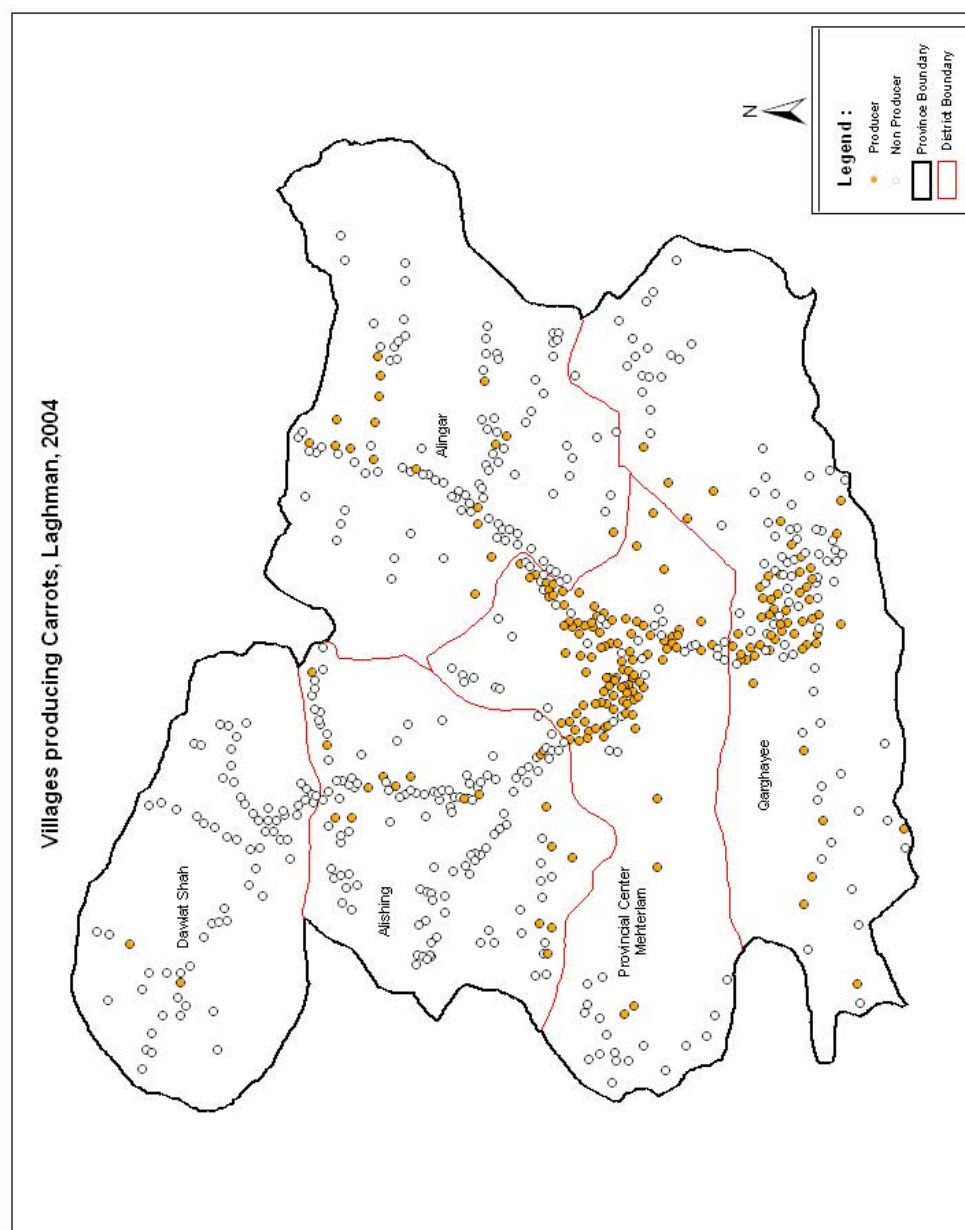 Villages producing Carrots, Laghman, 2004
N
Dawlat Shah
Alingar
Alishing
Provincial Center
Mehterlam
Qarghayee
Legend :
Producer
Non Producer
Province Boundary
District Boundary